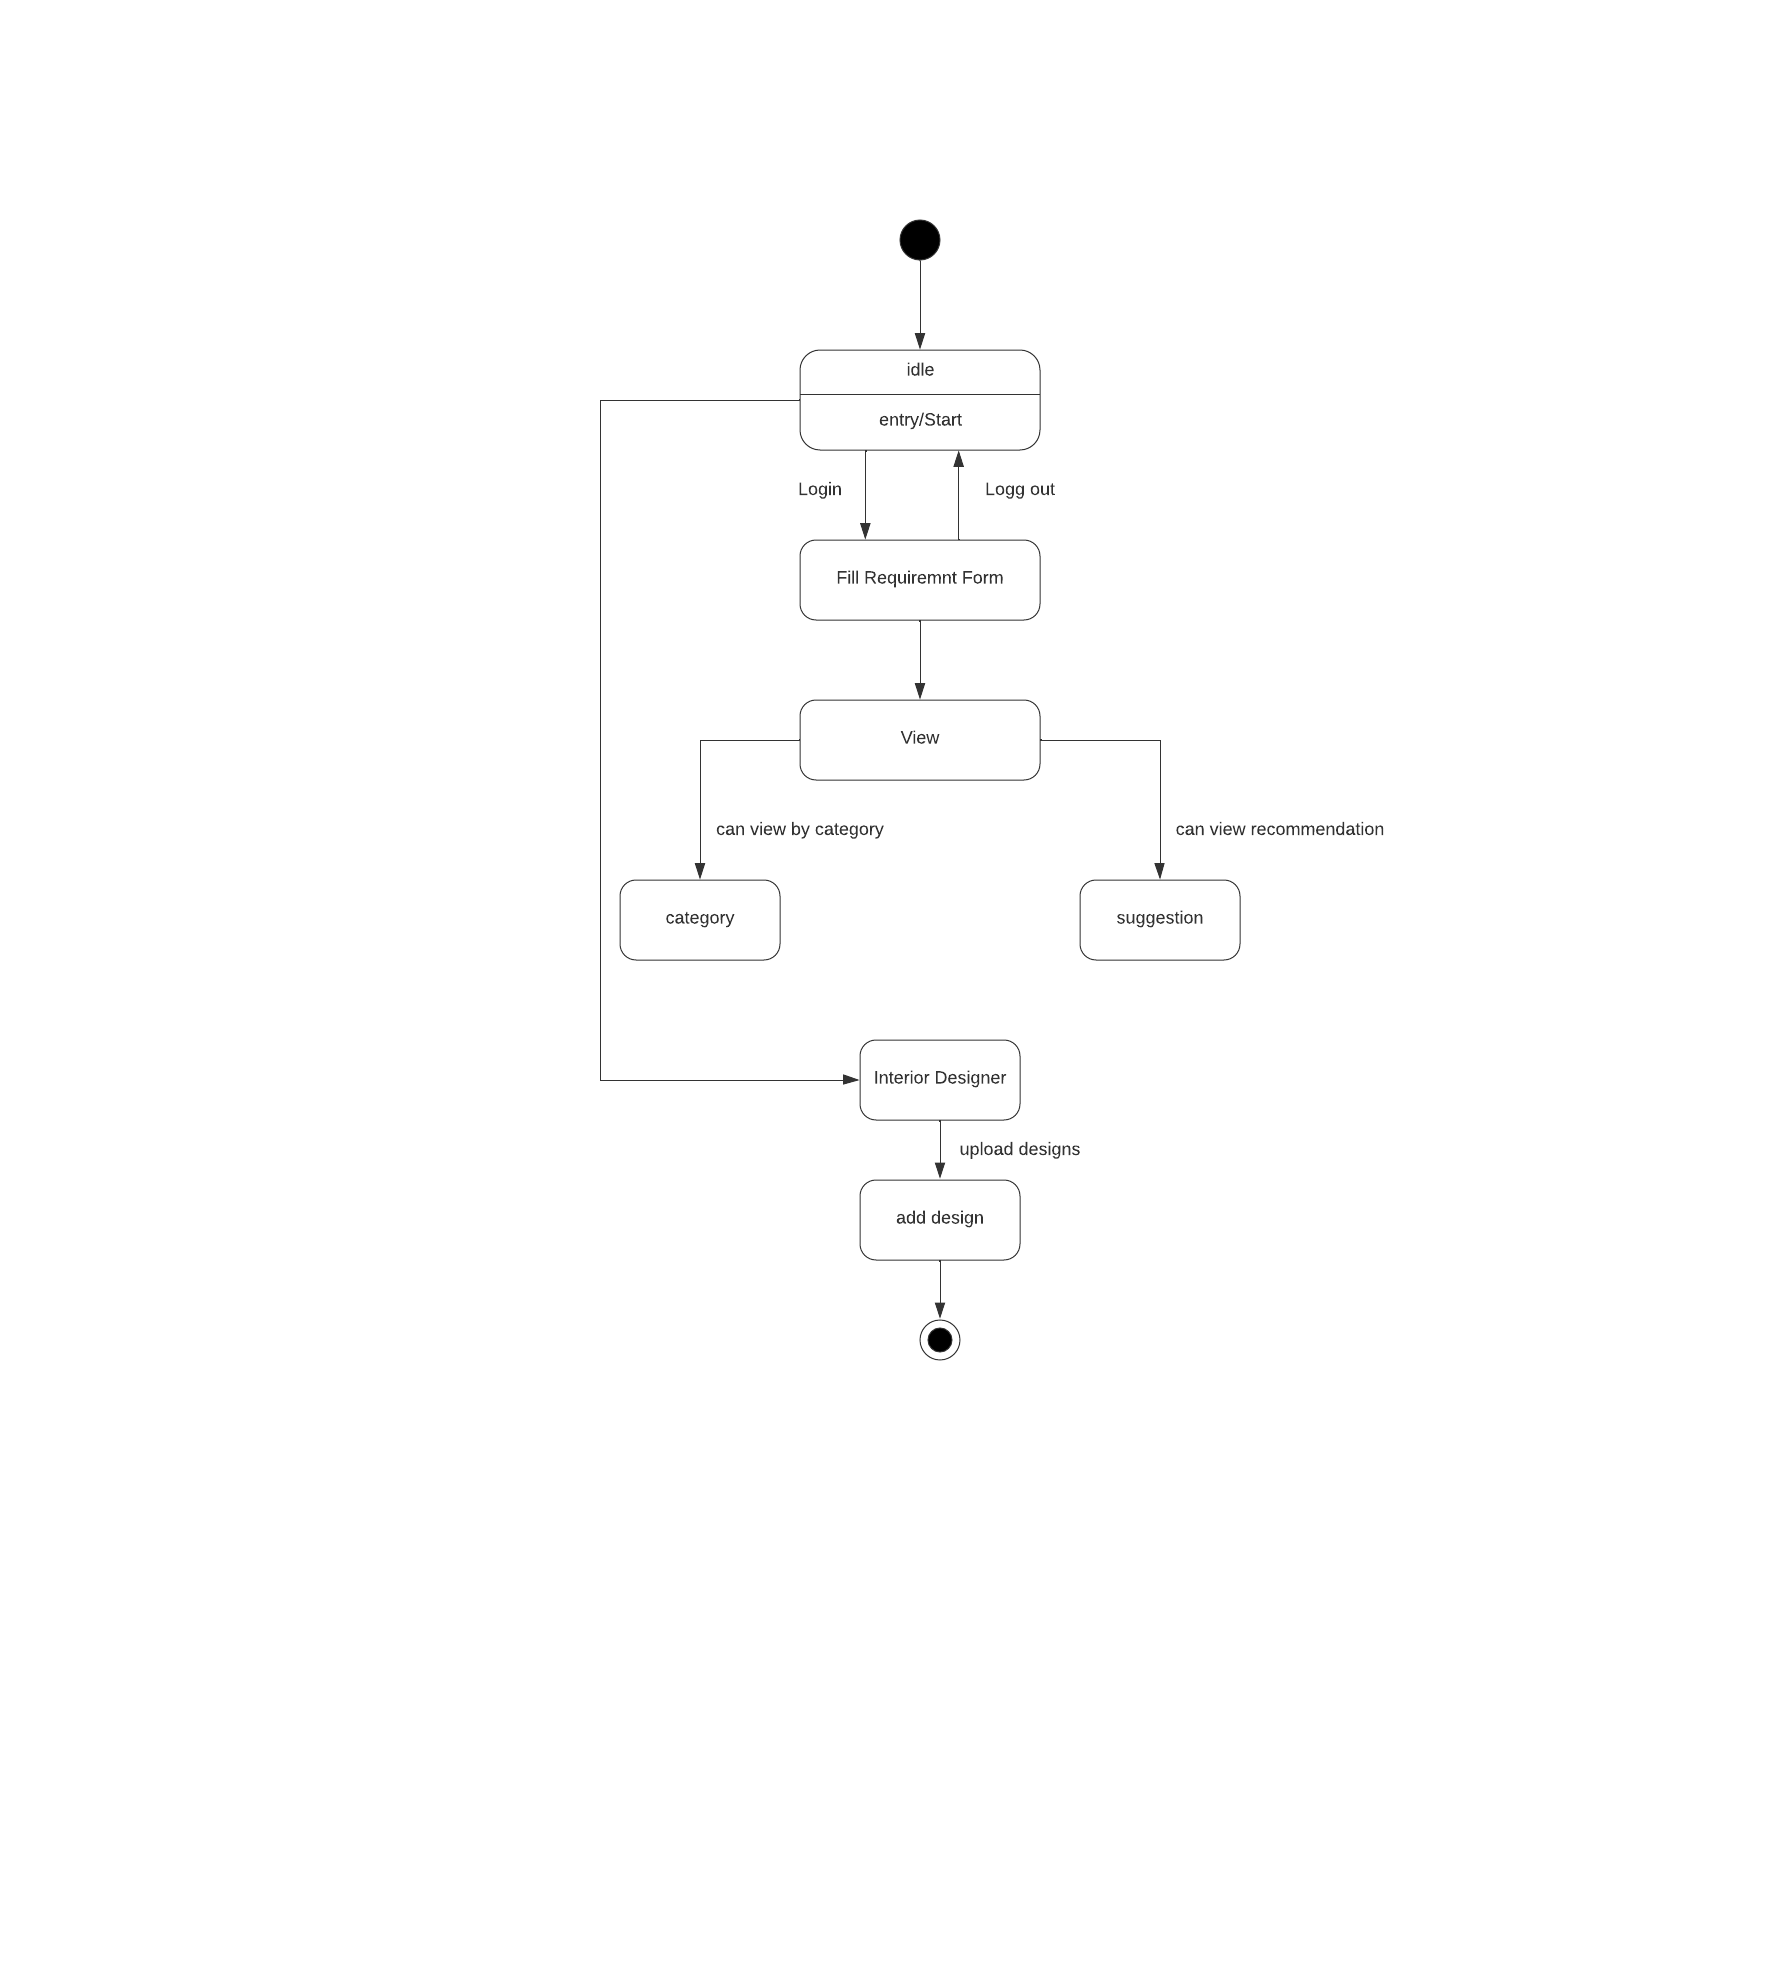 idle
entry/Start
Login
Logg out
Fill Requiremnt Form
View
can view by category
can view recommendation
category
suggestion
Interior Designer
upload designs
add design